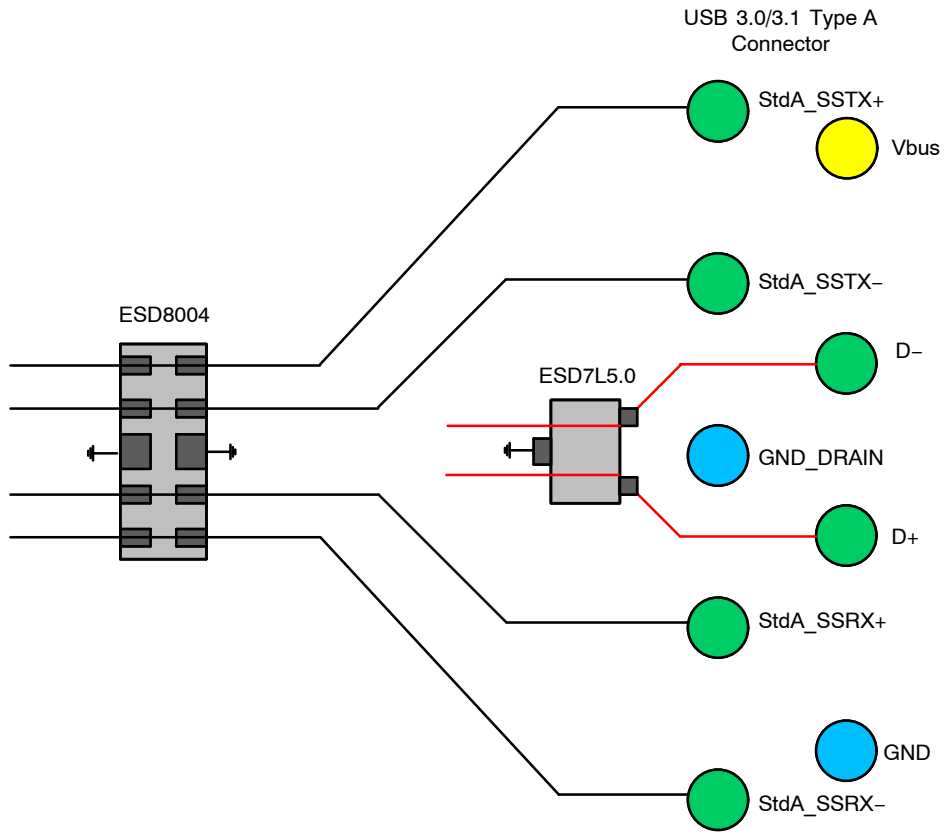 USB 3.0/3.1 Type A
Connector
StdA_SSTX+
Vbus
StdA_SSTX−
ESD8004
D−
ESD7L5.0
GND_DRAIN
D+
StdA_SSRX+
GND
StdA_SSRX−